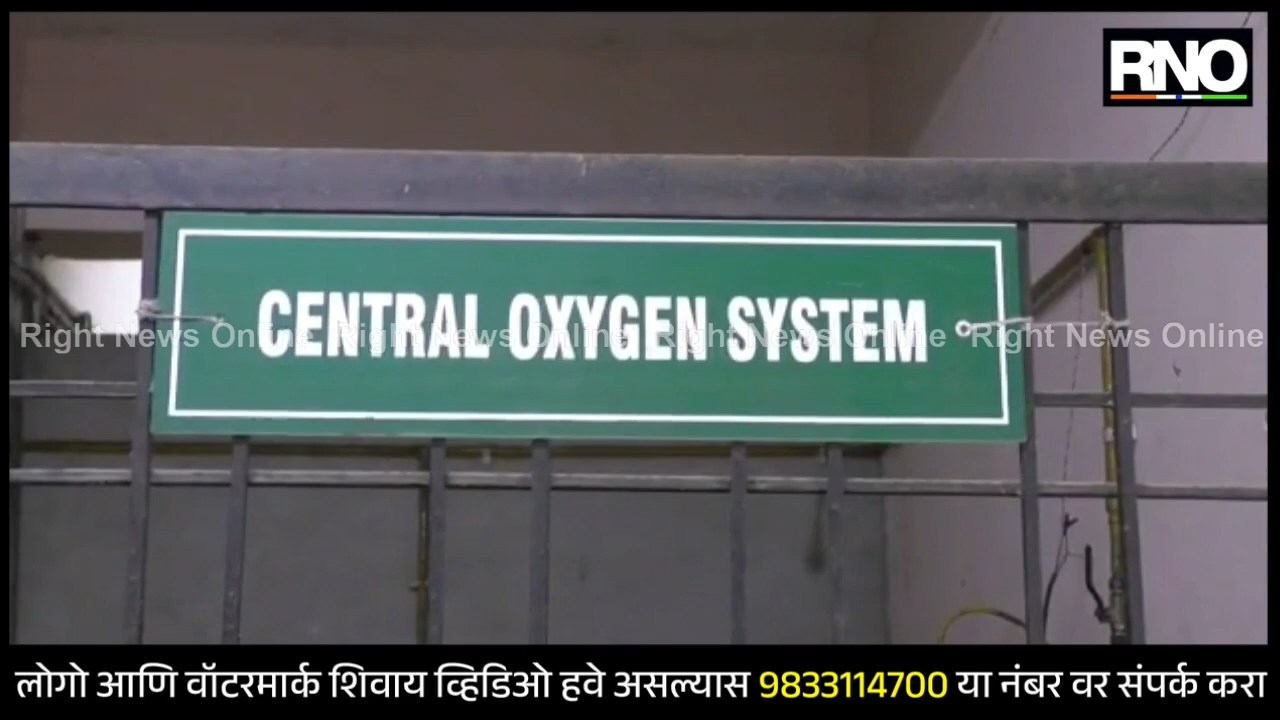 RNO
CENTRAL OXYGEN SYSTEM
Right News Online Right News Online Right News Online Right News Online
लोगो आणि वॉटरमार्क शिवाय व्हिडिओ हवे असल्यास 9833114700 या नंबर वर संपर्क करा